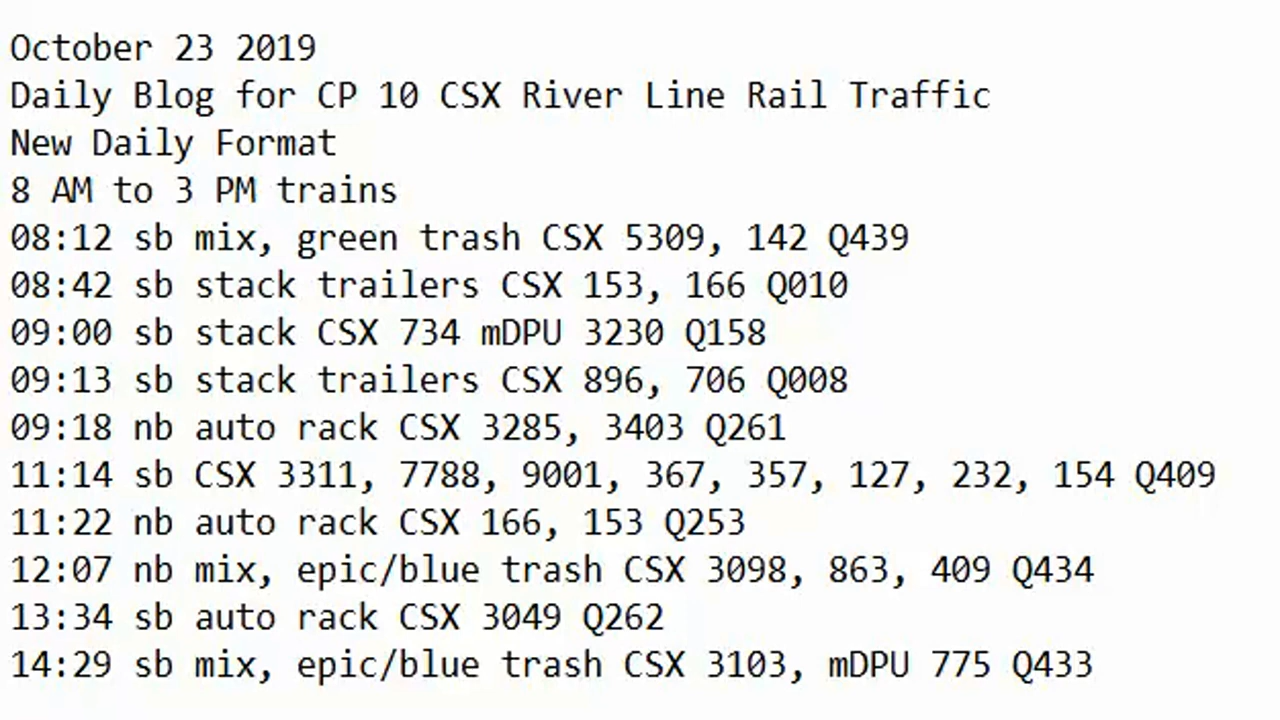 October 23 2019
Daily Blog for CP 10 CSX River Line Rail Traffic
New Daily Format
8 AM to 3 PM trains
08:12 sb mix, green trash CSX 5309, 142 Q439
08:42 sb stack trailers CSX 153, 166 Q010
09:00 sb stack CSX 734 mDPU 3230 Q158
09:13 sb stack trailers CSX 896, 706 Q008
09:18 nb auto rack CSX 3285, 3403 Q261
11:14 sb CSX 3311, 7788, 9001, 367, 357, 127, 232, 154 Q409
11:22 nb auto rack CSX 166, 153 Q253
12:07 nb mix, epic/blue trash CSX 3098, 863, 409 Q434
13:34 sb auto rack CSX 3049 Q262
14:29 sb mix, epic/blue trash CSX 3103, mDPU 775 Q433